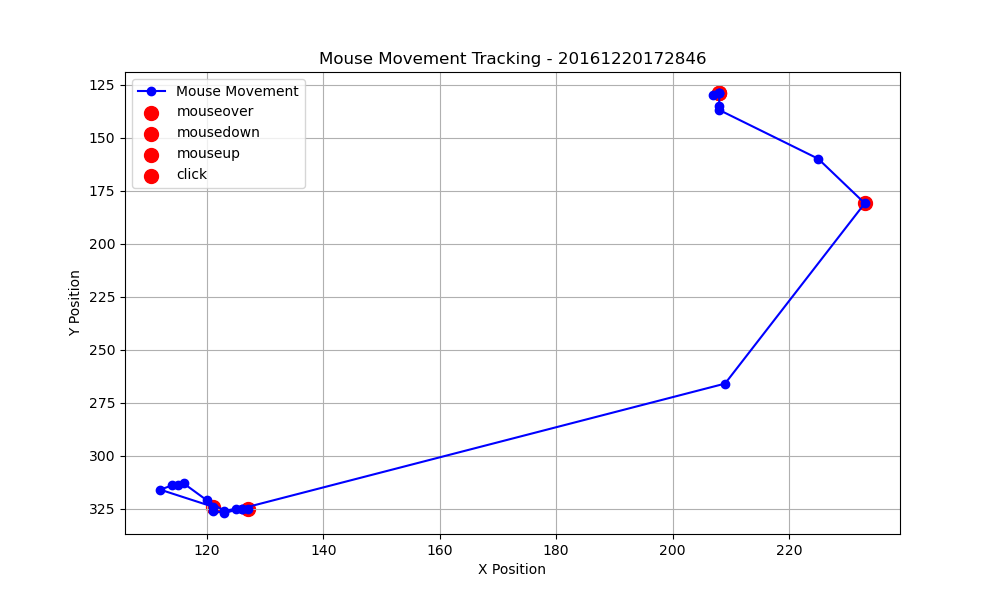 Mouse Movement Tracking - 20161220172846
Mouse Movement
mouseover
mousedown
mouseup
click
125
150
175
200
225
250
275
300
325
Y Position
120 140 160 180 200 220
X Position